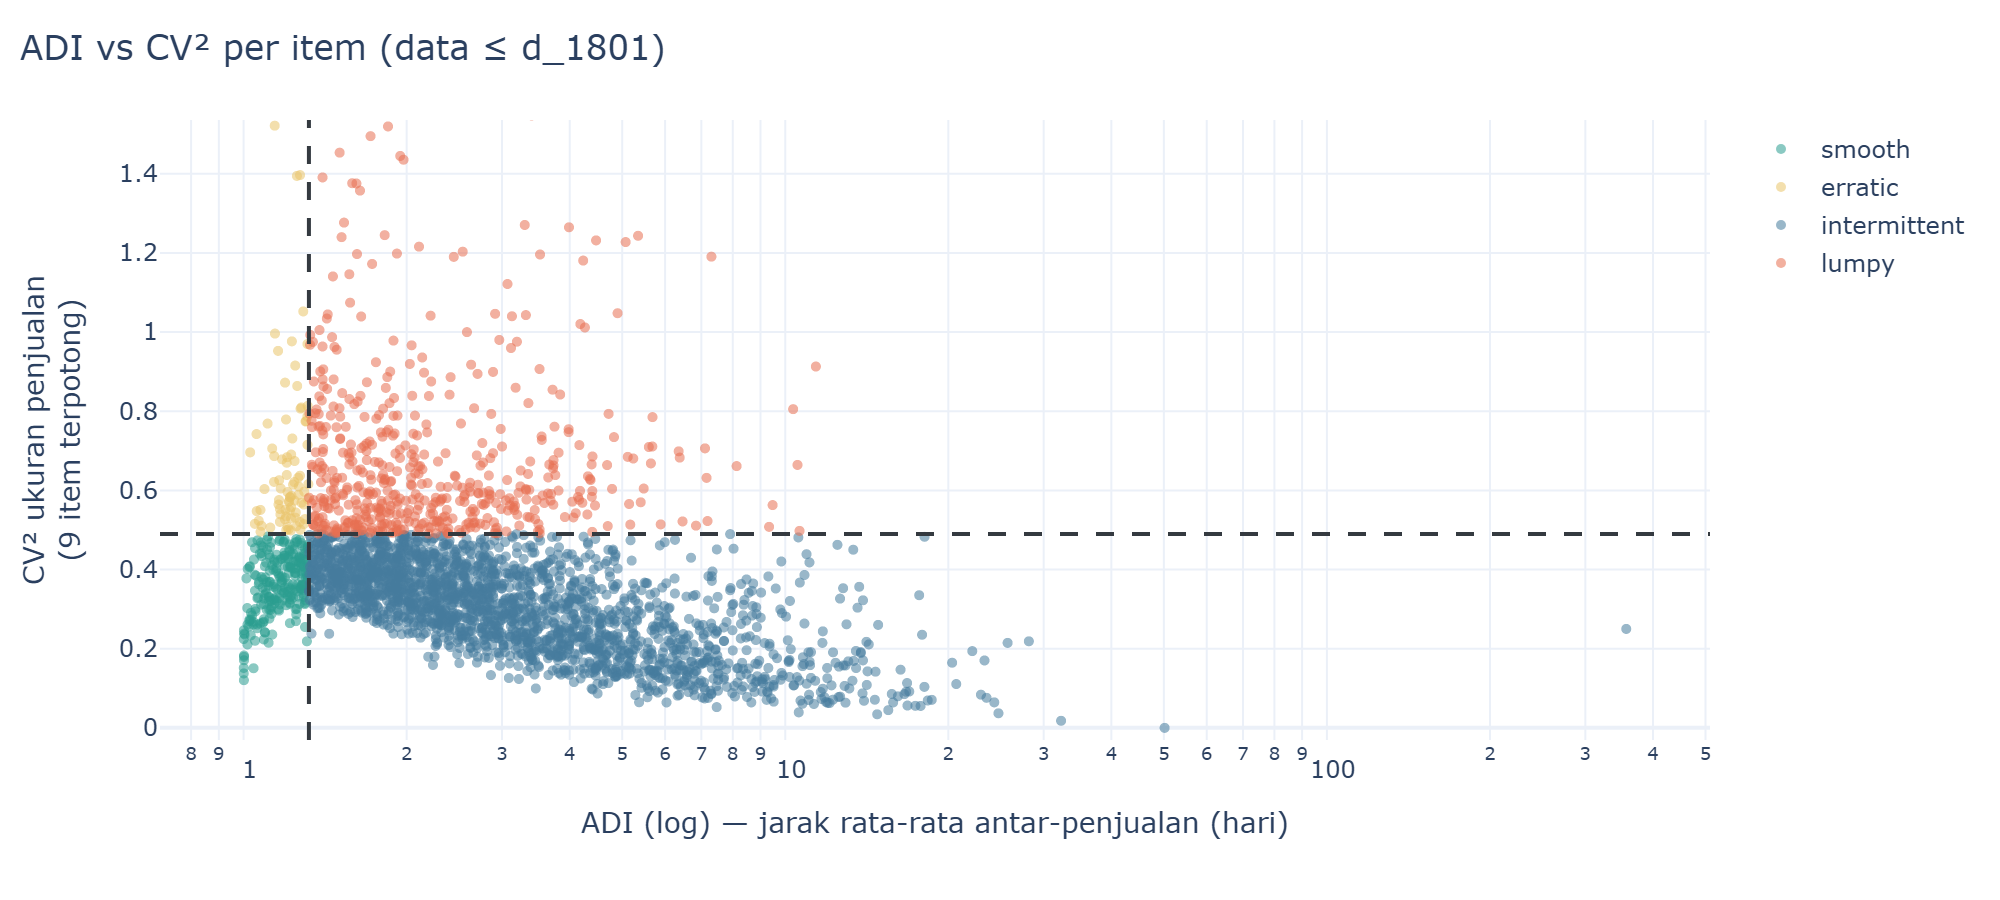 ADI vs CV² per item (data ≤ d_1801)
smooth
erratic
intermittent
lumpy
CV² ukuran penjualan
(9 item terpotong)
1.4
1.2
1
0.8
0.6
0.4
0.2
0
8 9 2 3 4 5 6 7 8 9 2 3 4 5 6 7 8 9 2 3 4 5
1 10 100
ADI (log) — jarak rata-rata antar-penjualan (hari)